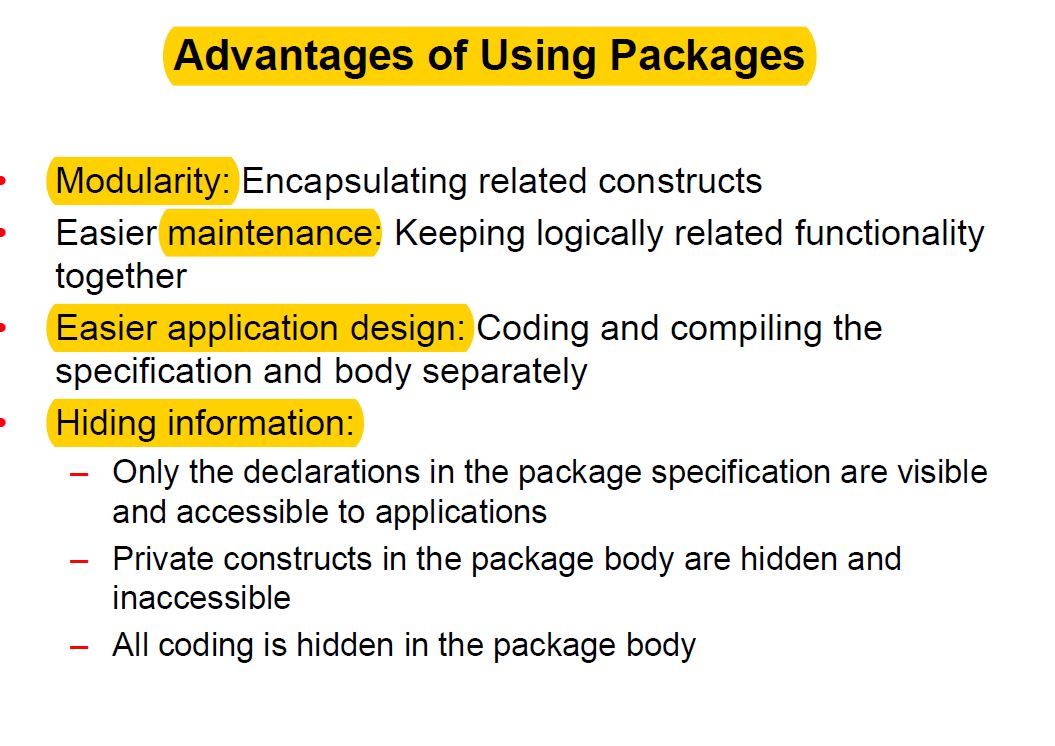 Advantages of Using Packages
• Modularity: Encapsulating related constructs
• Easier maintenance: Keeping logically related functionality
together
• Easier application design: Coding and compiling the
specification and body separately
• Hiding information:
– Only the declarations in the package specification are visible
and accessible to applications
– Private constructs in the package body are hidden and
inaccessible
– All coding is hidden in the package body